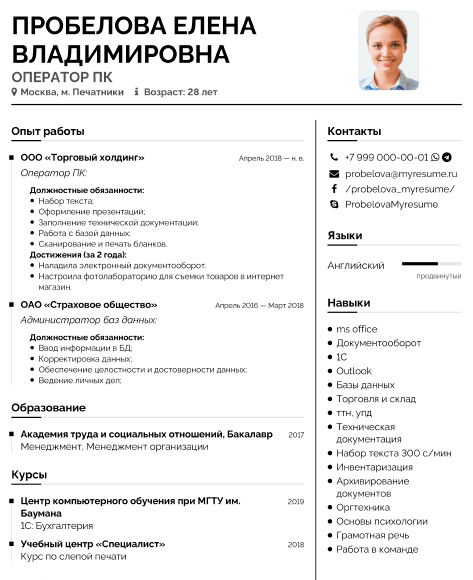 ПРОБЕЛОВА ЕЛЕНА
ВЛАДИМИРОВНА
ОПЕРАТОР ПК
Москва, м. Печатники Возраст: 28 лет
Опыт работы
ООО «Торговый холдинг» Апрель 2018 — н. в.
Оператор ПК:
Должностные обязанности:
Набор текста;
Оформление презентаций;
Заполнение технической документации;
Работа с базой данных;
Сканирование и печать бланков.
Достижения (за 2 года):
Наладила электронный документооборот.
Настроила фотолабораторию для съемки товаров в интернет
магазин.
ОАО «Страховое общество» Апрель 2016 — Март 2018
Администратор баз данных:
Должностные обязанности:
Ввод информации в БД;
Корректировка данных;
Обеспечение целостности и достоверности данных;
Ведение личных дел;
Образование
Академия труда и социальных отношений, Бакалавр 2017
Менеджмент, Менеджмент организации
Курсы
Центр компьютерного обучения при МГТУ им. 2019
Баумана
1С: Бухгалтерия
Учебный центр «Специалист» 2018
Курс по слепой печати
Контакты
+7 999 000-00-01
probelova@myresume.ru
/probelova_myresume/
ProbelovaMyresume
Языки
Английский
продвинутый
Навыки
ms office
Документооборот
1С
Outlook
Базы данных
Торговля и склад
ттн, упд
Техническая
документация
Набор текста 300 с/мин
Инвентаризация
Архивирование
документов
Оргтехника
Основы психологии
Грамотная речь
Работа в команде